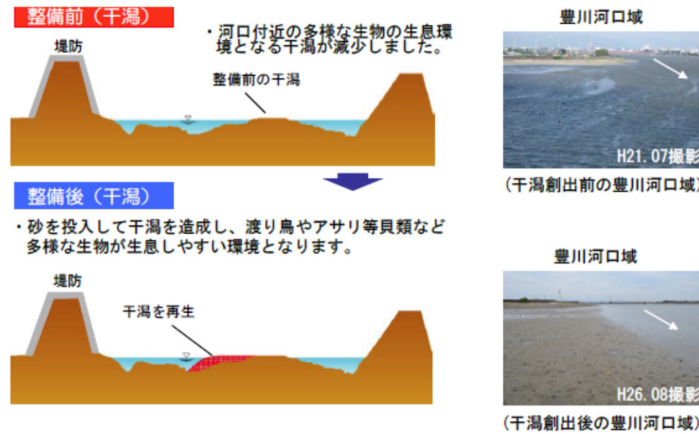 整備前（干潟）
・河口付近の多様な生物の生息環
境となる干潟が減少しました。
堤防
整備前の干潟
豊川河口域
H21.07撮影
(干潟創出前の豊川河口域)
整備後（干潟）
・砂を投入して干潟を造成し、渡り鳥やアサリ等貝類など
多様な生物が生息しやすい環境となります。
堤防
干潟を再生
豊川河口域
H26.08撮影
(干潟創出後の豊川河口域)